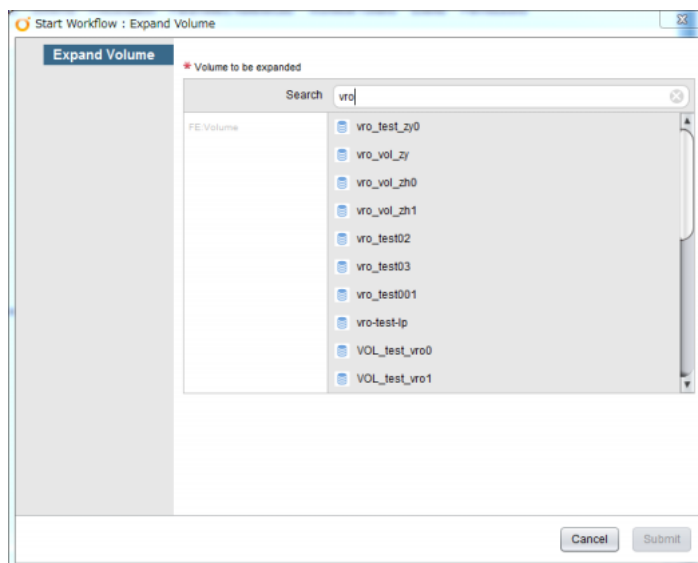 Start Workflow : Expand Volume
Expand Volume
* Volume to be expanded
Search vro
FE:Volume
vro_test_zy0
vro_vol_zy
vro_vol_zh0
vro_vol_zh1
vro_test02
vro_test03
vro_test001
vro-test-lp
VOL_test_vro0
VOL_test_vro1
Cancel Submit